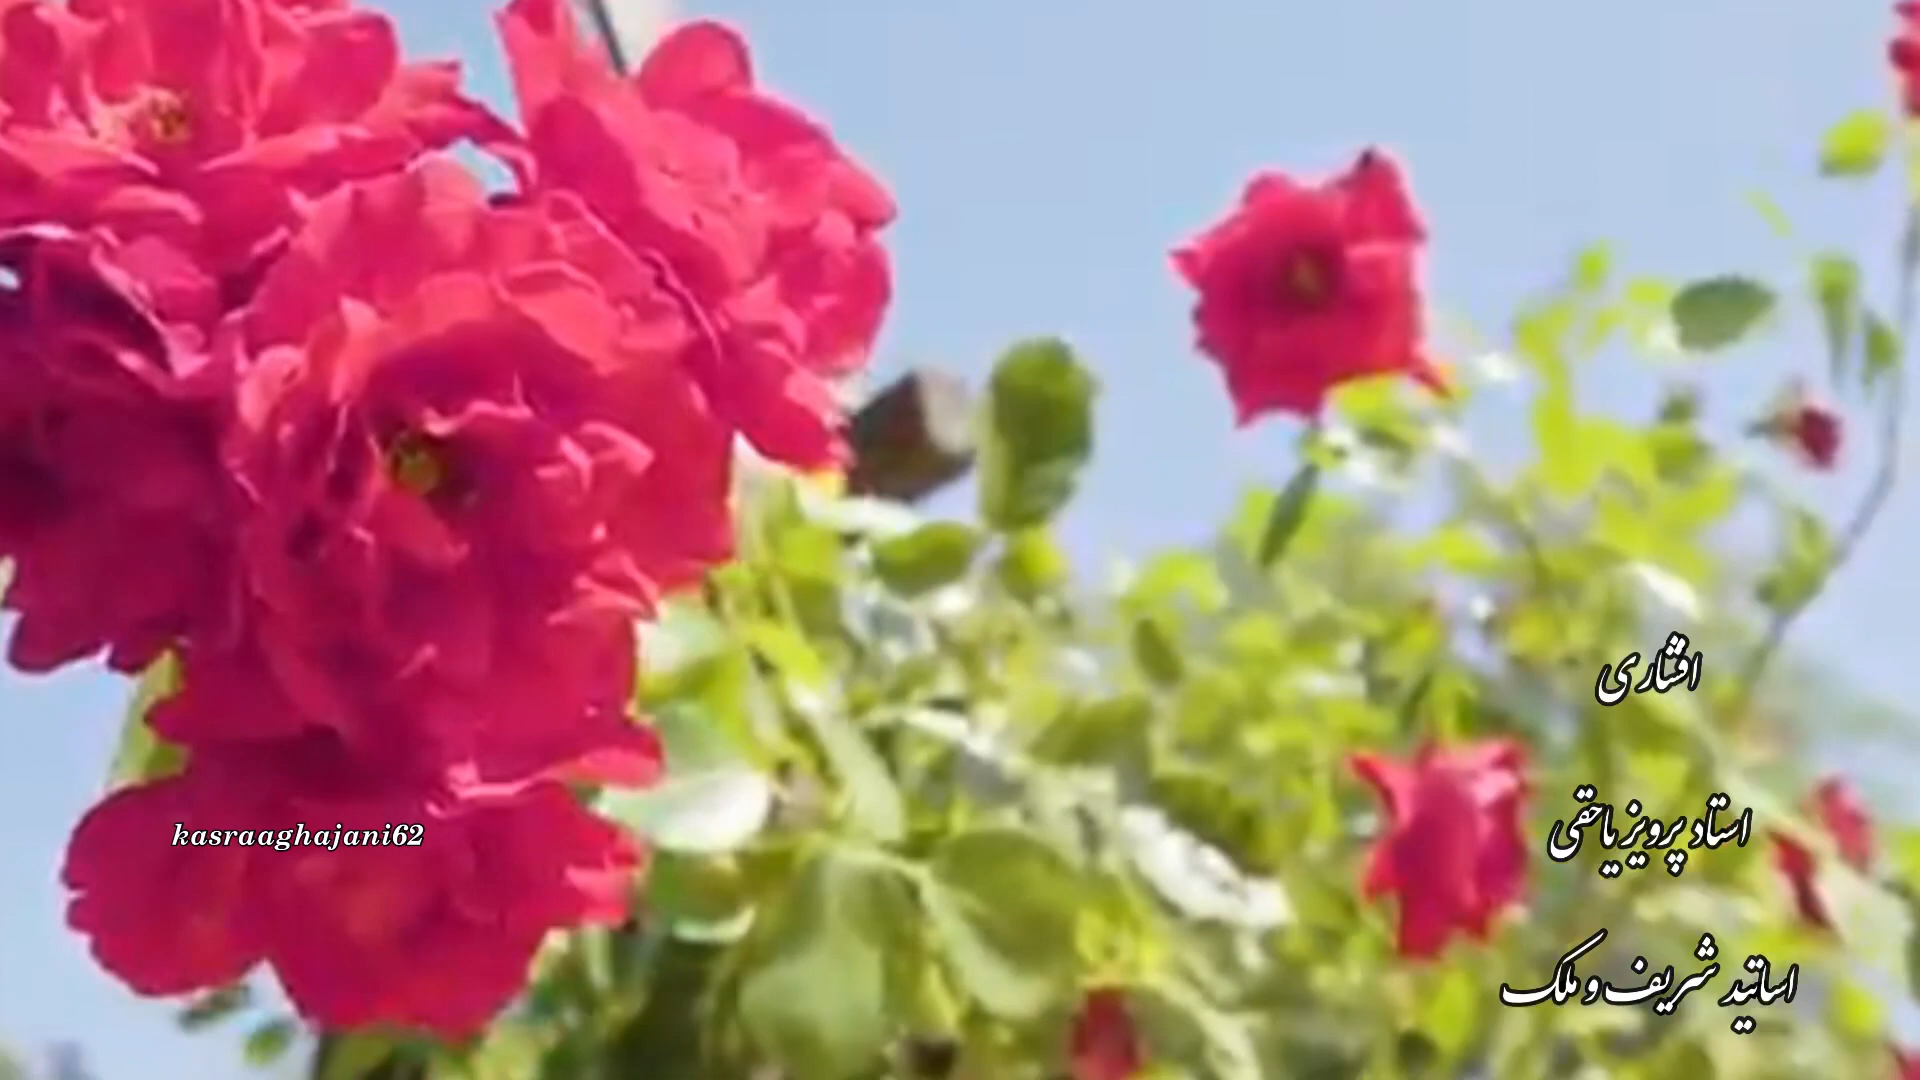 افشاری
استاد پرویز یاحقی
اساتید شریف و ملک
kasraaghajani62